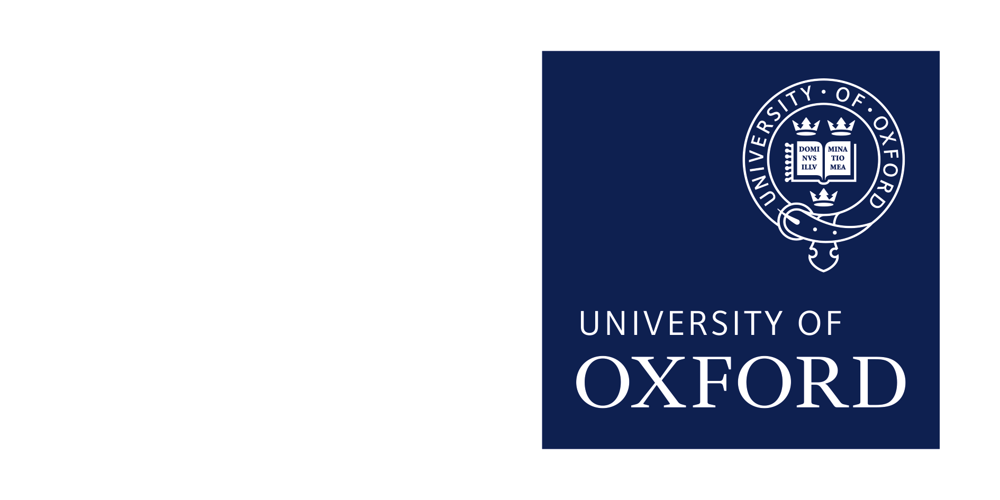 UNIVERSITY · OF · OXFORD
DOMI
NVS
ILLV
MINA
TIO
MEA
UNIVERSITY OF
OXFORD